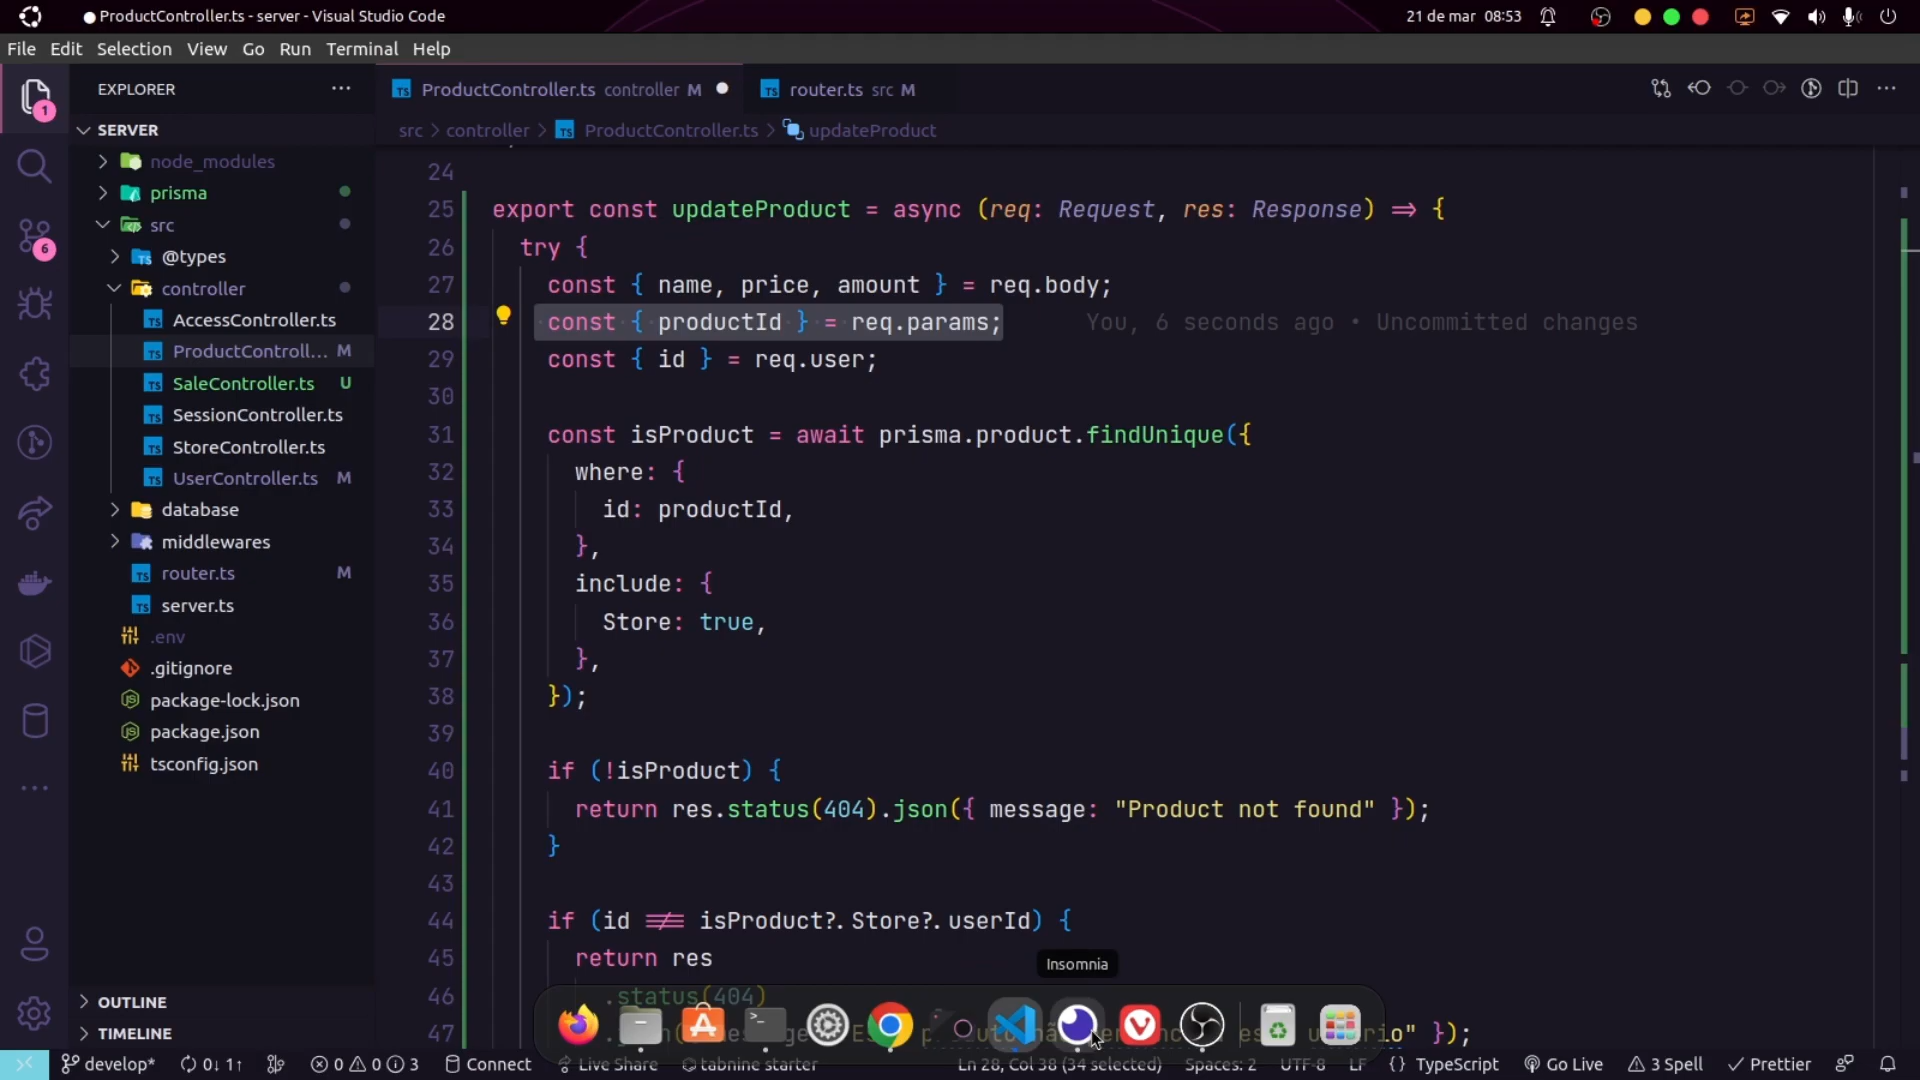 ProductController.ts - server - Visual Studio Code
21 de mar 08:53
File Edit Selection View Go Run Terminal Help
EXPLORER
ProductController.ts controller M
router.ts src M
src > controller > ProductController.ts > updateProduct
SERVER
node_modules
prisma
src
@types
controller
AccessController.ts
ProductControll... M
SaleController.ts U
SessionController.ts
StoreController.ts
UserController.ts M
database
middlewares
router.ts M
server.ts
.env
.gitignore
package-lock.json
package.json
tsconfig.json
OUTLINE
TIMELINE
1
6
24
25 export const updateProduct = async (req: Request, res: Response) => {
26 try {
27 const { name, price, amount } = req.body;
28 const { productId } = req.params; You, 6 seconds ago • Uncommitted changes
29 const { id } = req.user;
30
31 const isProduct = await prisma.product.findUnique({
32 where: {
33 id: productId,
34 },
35 include: {
36 Store: true,
37 },
38 });
39
40 if (!isProduct) {
41 return res.status(404).json({ message: "Product not found" });
42 }
43
44 if (id !== isProduct?.Store?.userId) {
45 return res
46 .status(404)
47
Insomnia
develop* 0↓ 1↑ 0 0 3 Connect Live Share tabnine starter Ln 28, Col 38 (34 selected) Spaces: 2 UTF-8 LF {} TypeScript Go Live 3 Spell Prettier